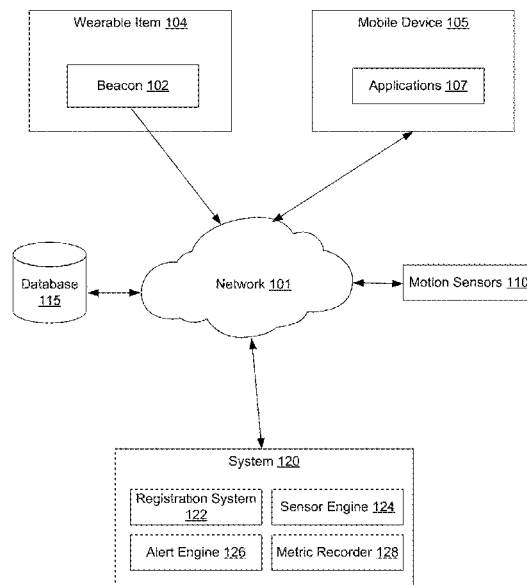 Wearable Item 104
Beacon 102
Mobile Device 105
Applications 107
Database
115
Network 101
Motion Sensors 110
System 120
Registration System
122
Sensor Engine 124
Alert Engine 126
Metric Recorder 128